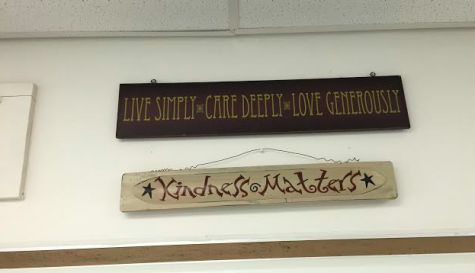 LIVE SIMPLY CARE DEEPLY LOVE GENEROUSLY
Kindness Matters